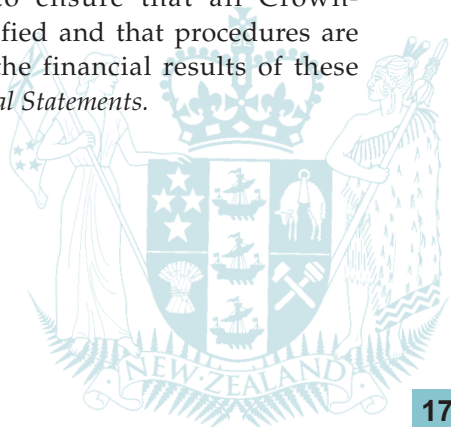 to ensure that all Crown-
fied and that procedures are
the financial results of these
al Statements.
NEW·ZEALAND
17